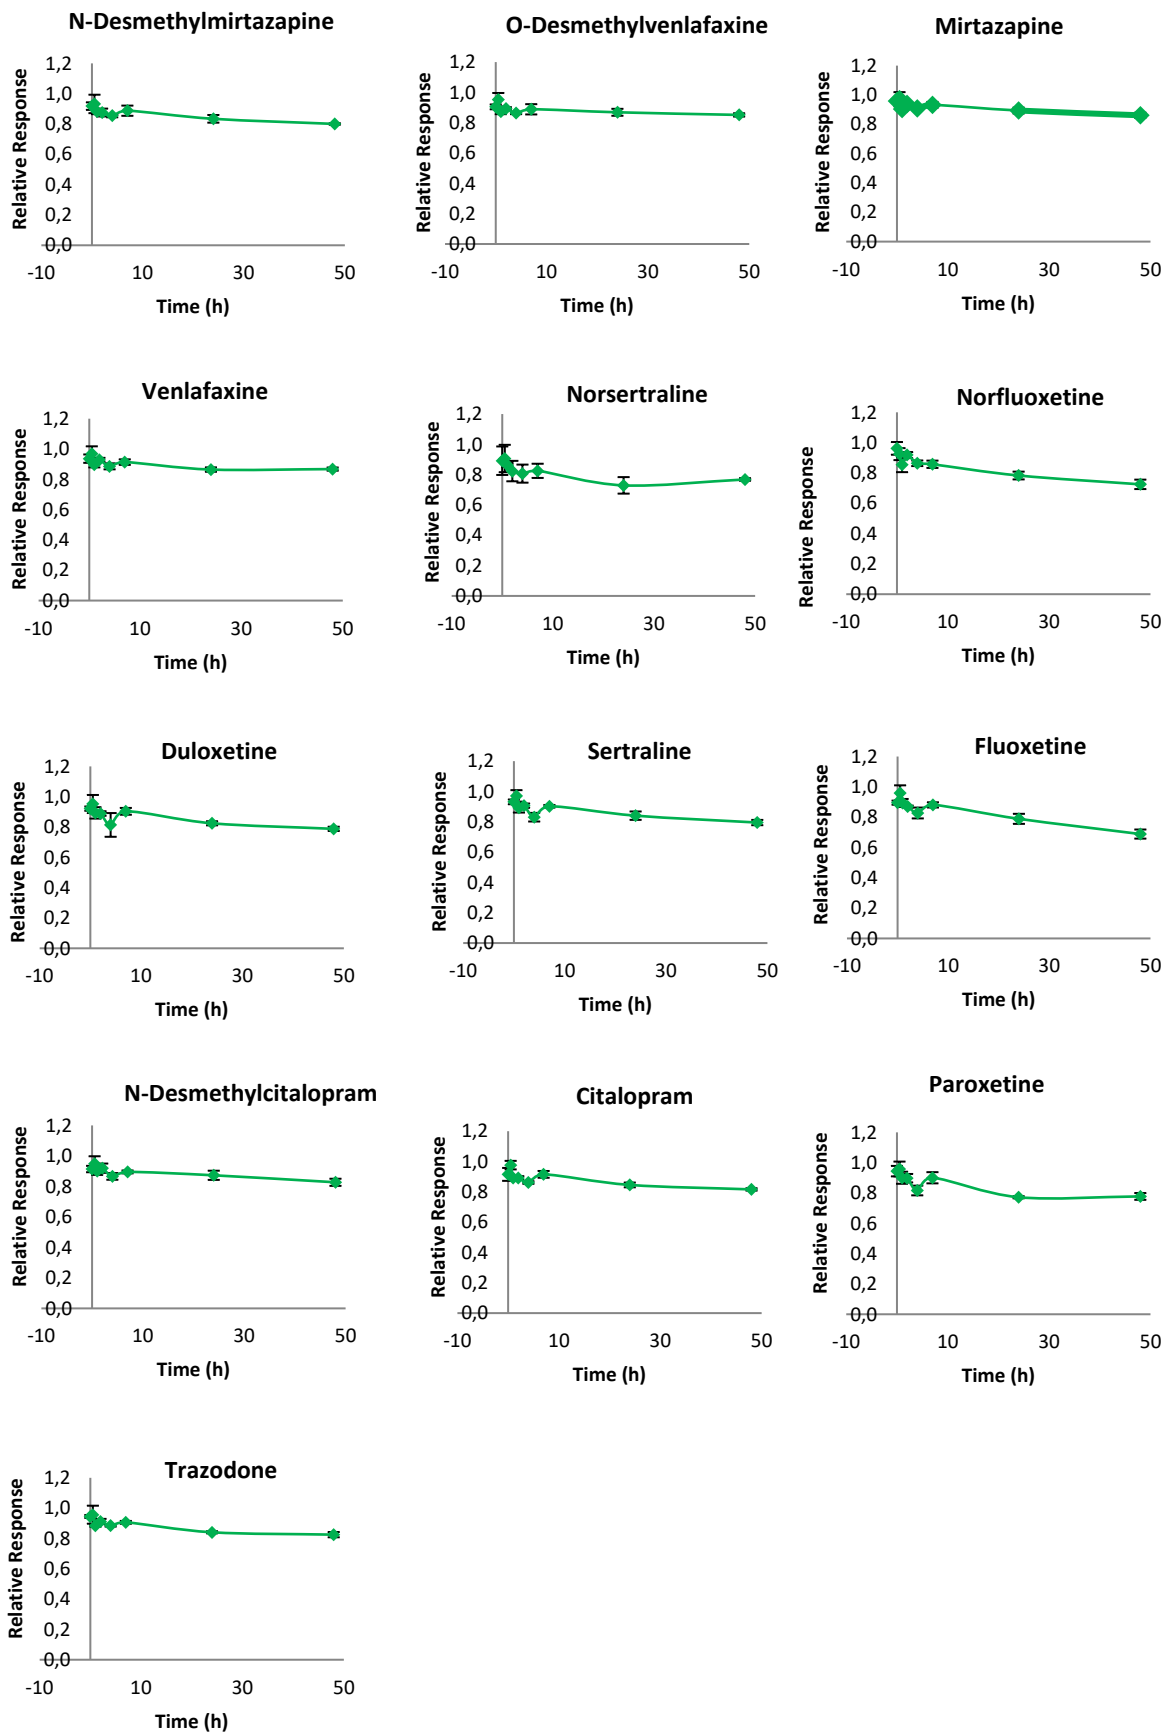 N-Desmethylmirtazapine
Relative Response
1,2
1,0
0,8
0,6
0,4
0,2
0,0
-10 10 30 50
Time (h)
O-Desmethylvenlafaxine
Relative Response
1,2
1,0
0,8
0,6
0,4
0,2
0,0
-10 10 30 50
Time (h)
Mirtazapine
Relative Response
1,2
1,0
0,8
0,6
0,4
0,2
0,0
-10 10 30 50
Time (h)
Venlafaxine
Relative Response
1,2
1,0
0,8
0,6
0,4
0,2
0,0
-10 10 30 50
Time (h)
Norsertraline
Relative Response
1,2
1,0
0,8
0,6
0,4
0,2
0,0
-10 10 30 50
Time (h)
Norfluoxetine
Relative Response
1,2
1,0
0,8
0,6
0,4
0,2
0,0
-10 10 30 50
Time (h)
Duloxetine
Relative Response
1,2
1,0
0,8
0,6
0,4
0,2
0,0
-10 10 30 50
Time (h)
Sertraline
Relative Response
1,2
1,0
0,8
0,6
0,4
0,2
0,0
-10 10 30 50
Time (h)
Fluoxetine
Relative Response
1,2
1,0
0,8
0,6
0,4
0,2
0,0
-10 10 30 50
Time (h)
N-Desmethylcitalopram
Relative Response
1,2
1,0
0,8
0,6
0,4
0,2
0,0
-10 10 30 50
Time (h)
Citalopram
Relative Response
1,2
1,0
0,8
0,6
0,4
0,2
0,0
-10 10 30 50
Time (h)
Paroxetine
Relative Response
1,2
1,0
0,8
0,6
0,4
0,2
0,0
-10 10 30 50
Time (h)
Trazodone
Relative Response
1,2
1,0
0,8
0,6
0,4
0,2
0,0
-10 10 30 50
Time (h)